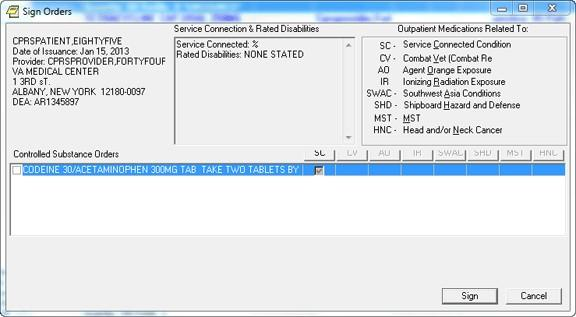 Sign Orders
CPRSPATIENT,EIGHTYFIVE
Date of Issuance: Jan 15, 2013
Provider: CPRSPROVIDER,FORTYFOUR
VA MEDICAL CENTER
1 3RD sT.
ALBANY, NEW YORK 12180-0097
DEA: AR1345897
Service Connection & Rated Disabilities
Service Connected: %
Rated Disabilities: NONE STATED
Outpatient Medications Related To:
SC - Service Connected Condition
CV - Combat Vet (Combat Re
AO - Agent Orange Exposure
IR - Ionizing Radiation Exposure
SWAC - Southwest Asia Conditions
SHD - Shipboard Hazard and Defense
MST - MST
HNC - Head and/or Neck Cancer
Controlled Substance Orders
SC CV AO IR SWAC SHD MST HNC
CODEINE 30/ACETAMINOPHEN 300MG TAB TAKE TWO TABLETS BY
Sign
Cancel